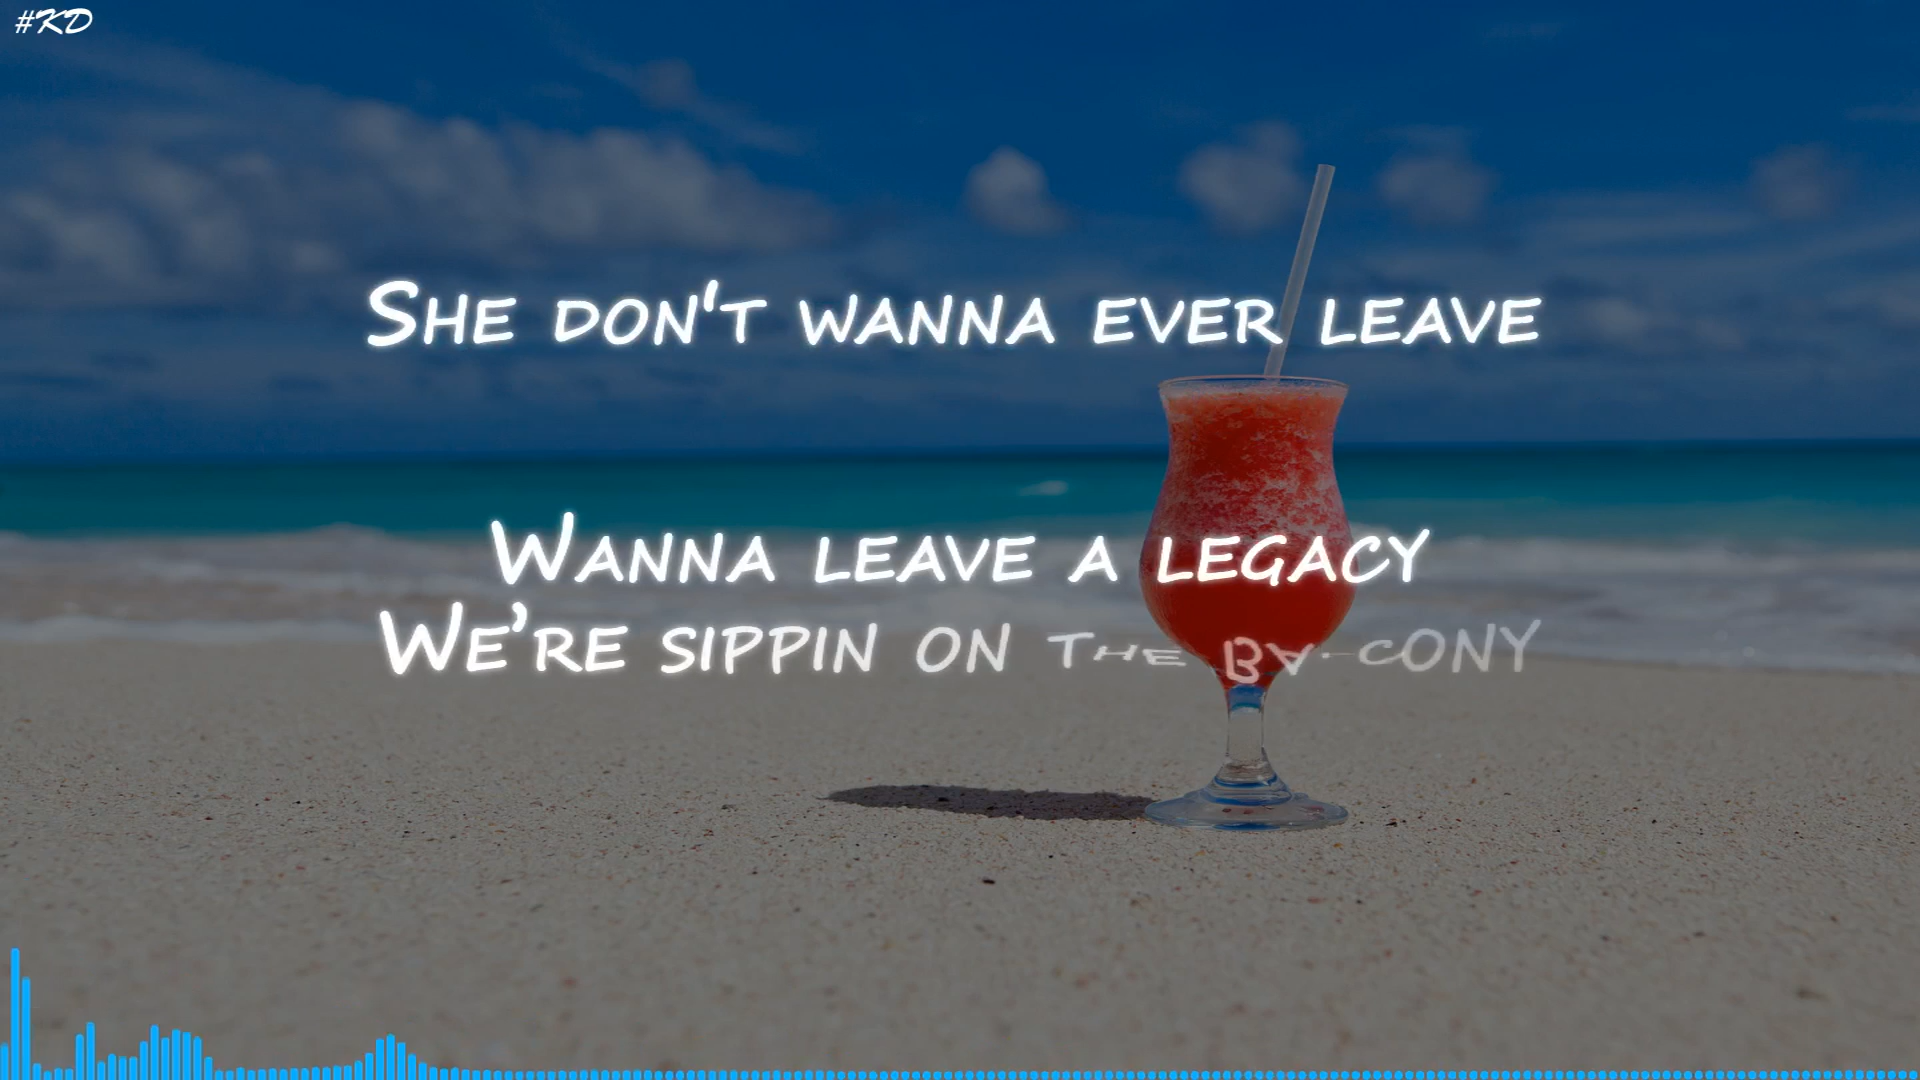 #KD
She don't wanna ever leave
Wanna leave a legacy
We're sippin on the